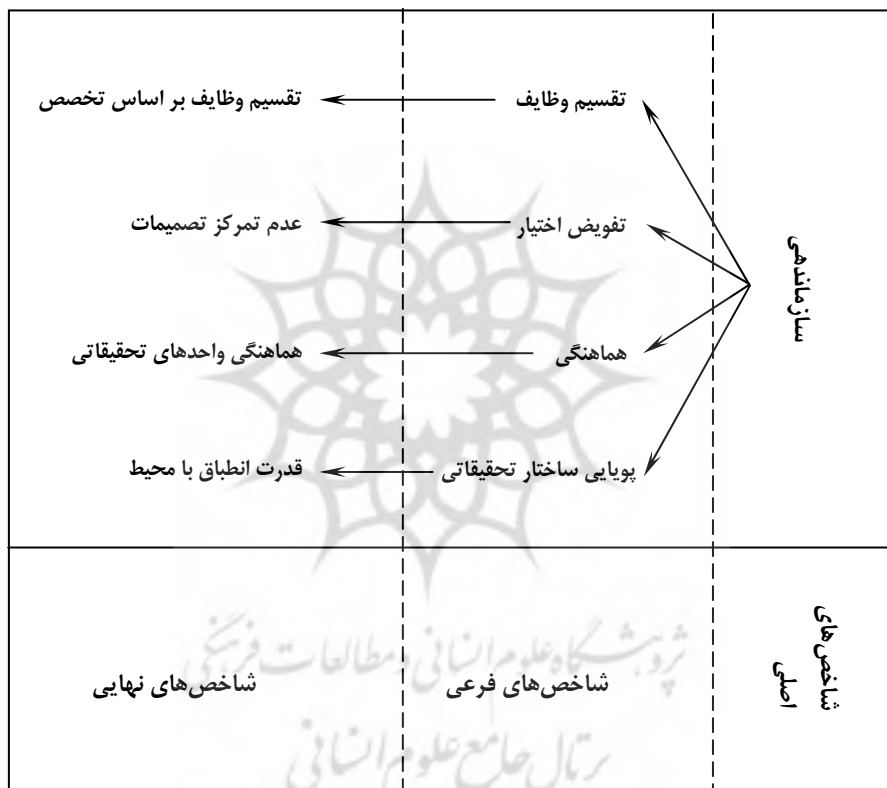 سازماندهی
تقسیم وظایف
تقسیم وظایف بر اساس تخصص
تفویض اختیار
عدم تمرکز تصمیمات
هماهنگی
هماهنگی واحدهای تحقیقاتی
پویایی ساختار تحقیقاتی
قدرت انطباق با محیط
شاخص‌های
اصلی
شاخص‌های فرعی
شاخص‌های نهایی
پژوهشگاه علوم انسانی و مطالعات فرهنگی
پرتال جامع علوم انسانی